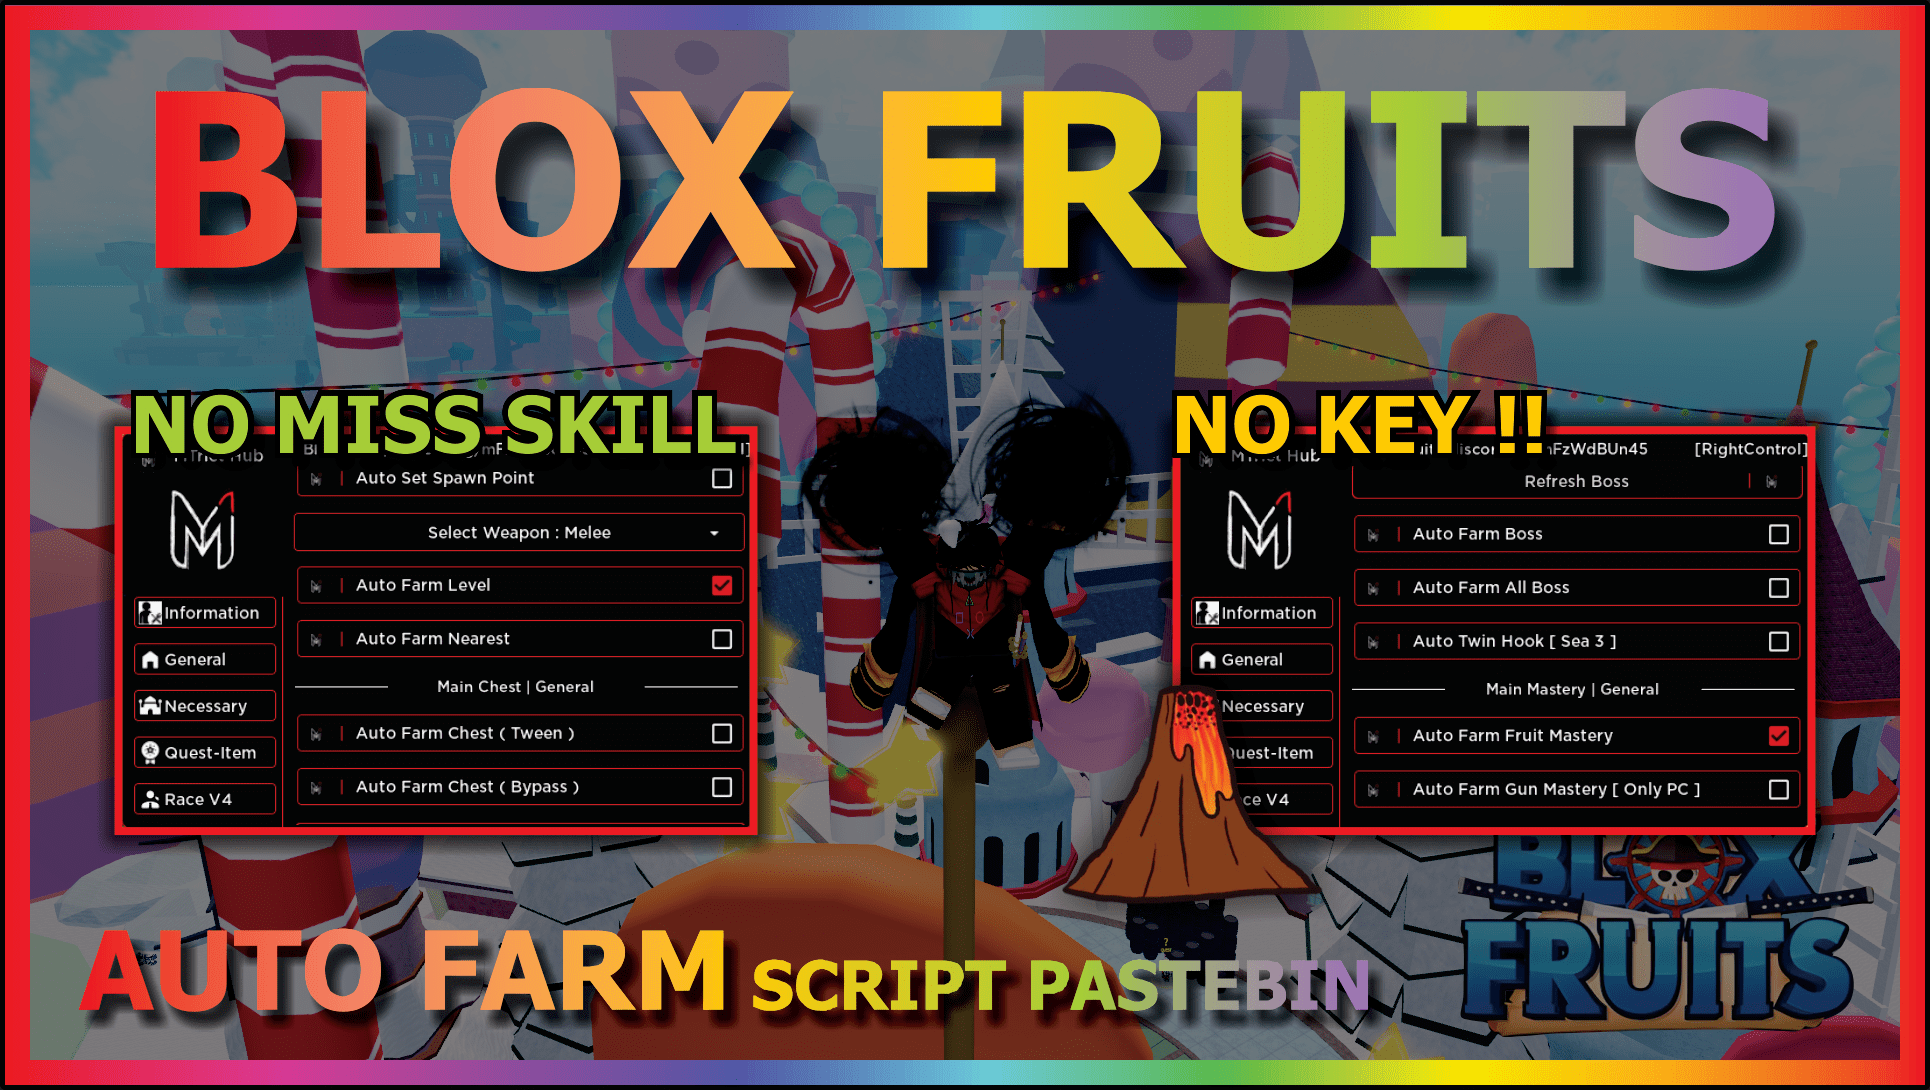 BLOX FRUITS
NO MISS SKILL
NO KEY !!
Hub
Auto Set Spawn Point
Select Weapon : Melee
Auto Farm Level
Auto Farm Nearest
Main Chest | General
Auto Farm Chest ( Tween )
Auto Farm Chest ( Bypass )
Information
General
Necessary
Quest-Item
Race V4
Hub
[RightControl]
Refresh Boss
Auto Farm Boss
Auto Farm All Boss
Auto Twin Hook [ Sea 3 ]
Main Mastery | General
Auto Farm Fruit Mastery
Auto Farm Gun Mastery [ Only PC ]
Information
General
Necessary
V4
AUTO FARM SCRIPT PASTEBIN
BLOX
FRUITS